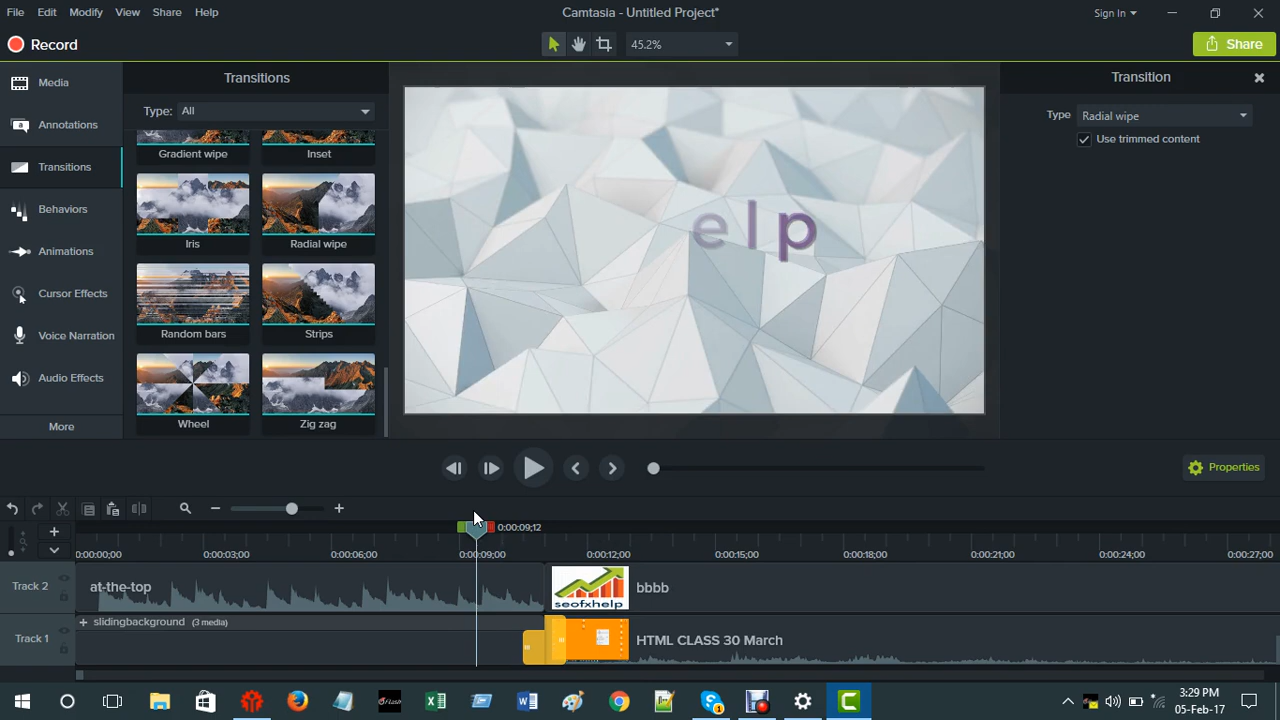 File Edit Modify View Share Help
Camtasia - Untitled Project*
Sign In
Record
45.2%
Share
Media
Annotations
Transitions
Behaviors
Animations
Cursor Effects
Voice Narration
Audio Effects
More
Transitions
Type: All
Gradient wipe Inset
Iris Radial wipe
Random bars Strips
Wheel Zig zag
elp
Transition
Type Radial wipe
Use trimmed content
Properties
0:00:09;12
0:00:00;00 0:00:03;00 0:00:06;00 0:00:09;00 0:00:12;00 0:00:15;00 0:00:18;00 0:00:21;00 0:00:24;00 0:00:27;00
Track 2 at-the-top seofxhelp bbbb
Track 1 slidingbackground (3 media) HTML CLASS 30 March
3:29 PM
05-Feb-17